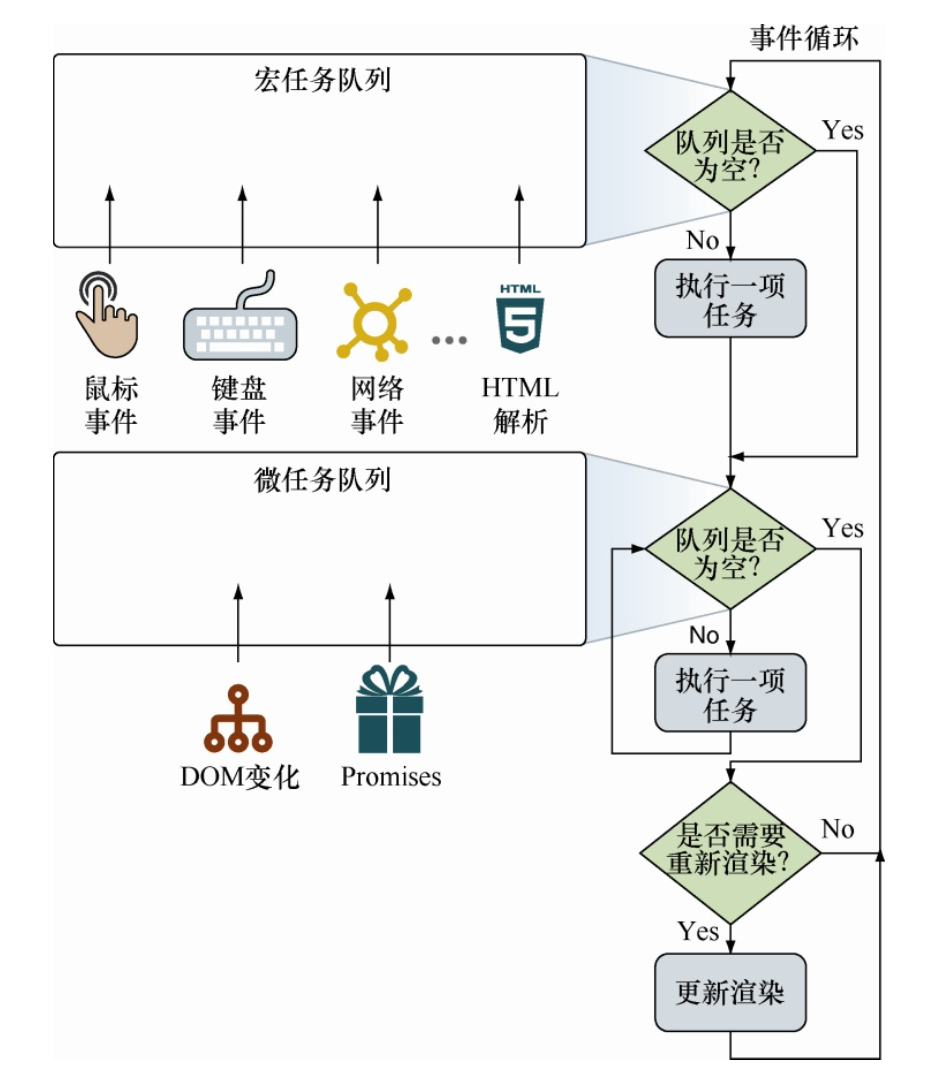 事件循环
宏任务队列
队列是否
为空?
Yes
No
执行一项
任务
HTML
5
鼠标
事件
键盘
事件
网络
事件
...
HTML
解析
微任务队列
队列是否
为空?
Yes
No
执行一项
任务
DOM变化
Promises
是否需要
重新渲染?
No
Yes
更新渲染